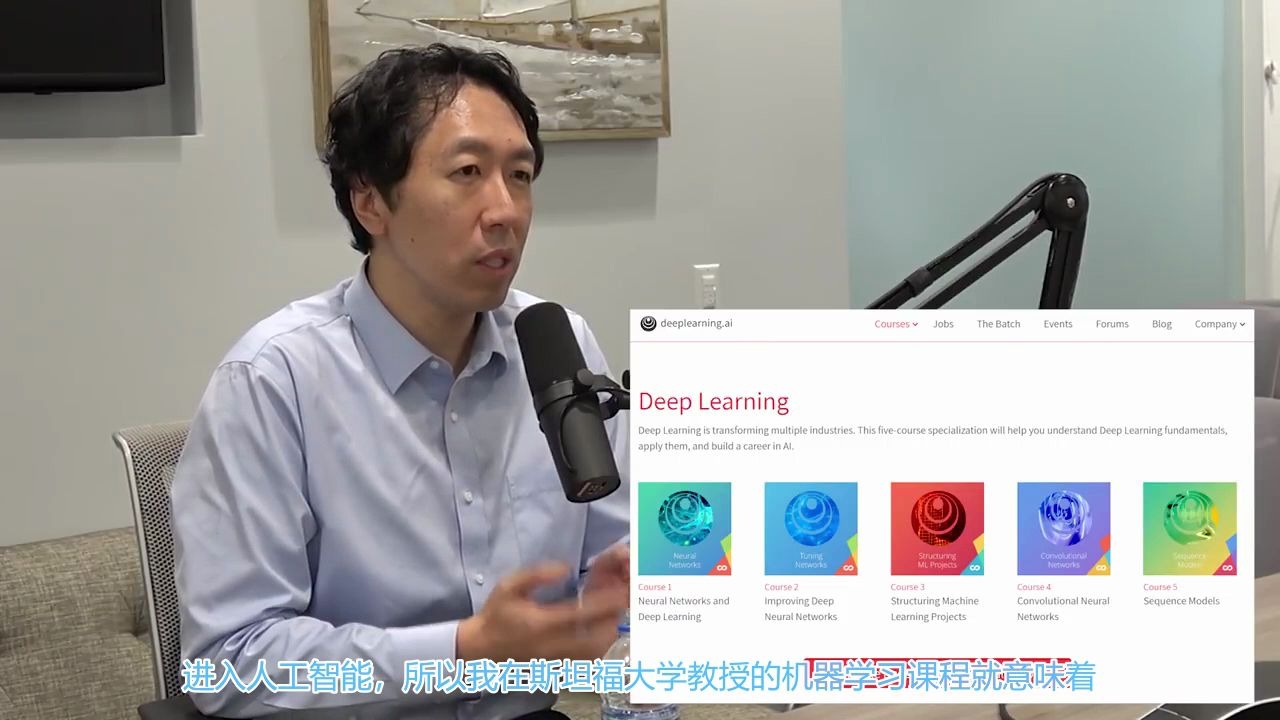 deeplearning.ai
Courses Jobs The Batch Events Forums Blog Company
Deep Learning
Deep Learning is transforming multiple industries. This five-course specialization will help you understand Deep Learning fundamentals,
apply them, and build a career in AI.
Neural Networks
Tuning Networks
Structuring ML Projects
Convolutional Networks
Sequence Models
Course 1
Neural Networks and
Deep Learning
Course 2
Improving Deep
Neural Networks
Course 3
Structuring Machine
Learning Projects
Course 4
Convolutional Neural
Networks
Course 5
Sequence Models
进入人工智能，所以我在斯坦福大学教授的机器学习课程就意味着